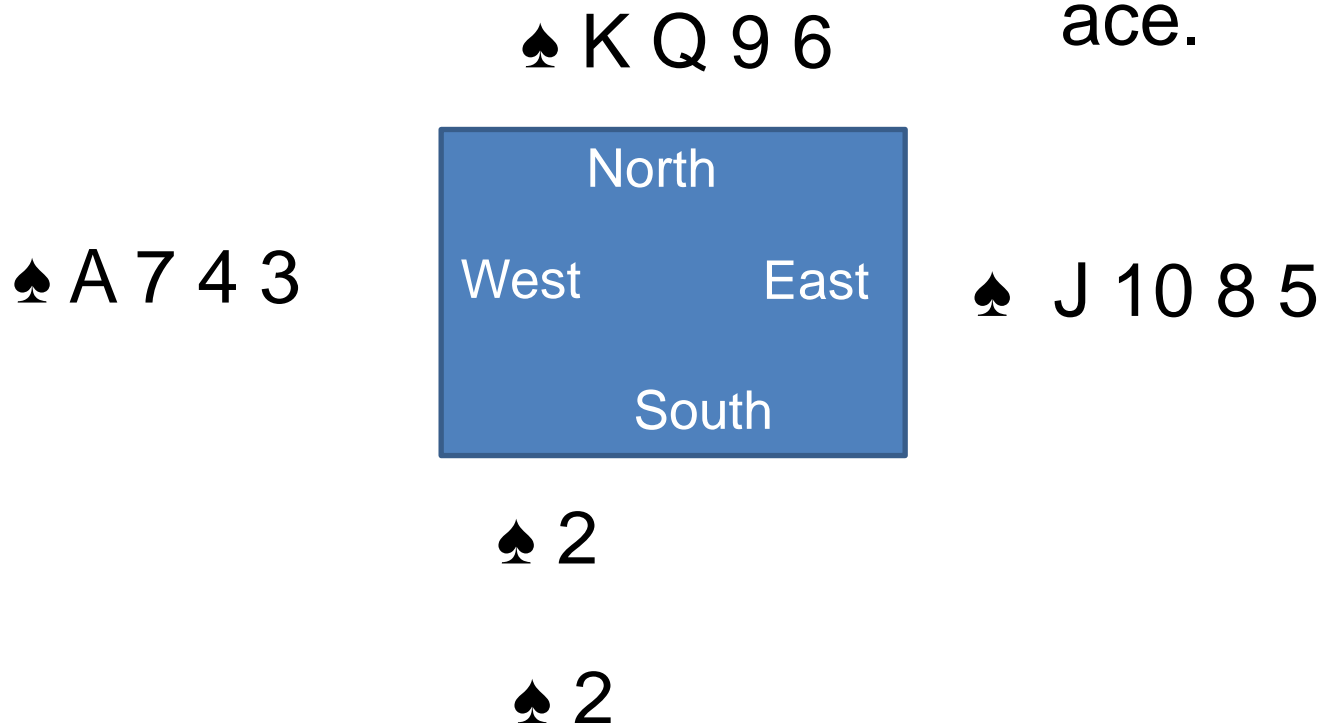 ace.
♠ K Q 9 6
North
♠ A 7 4 3
West
East
♠ J 10 8 5
South
♠ 2
♠ 2